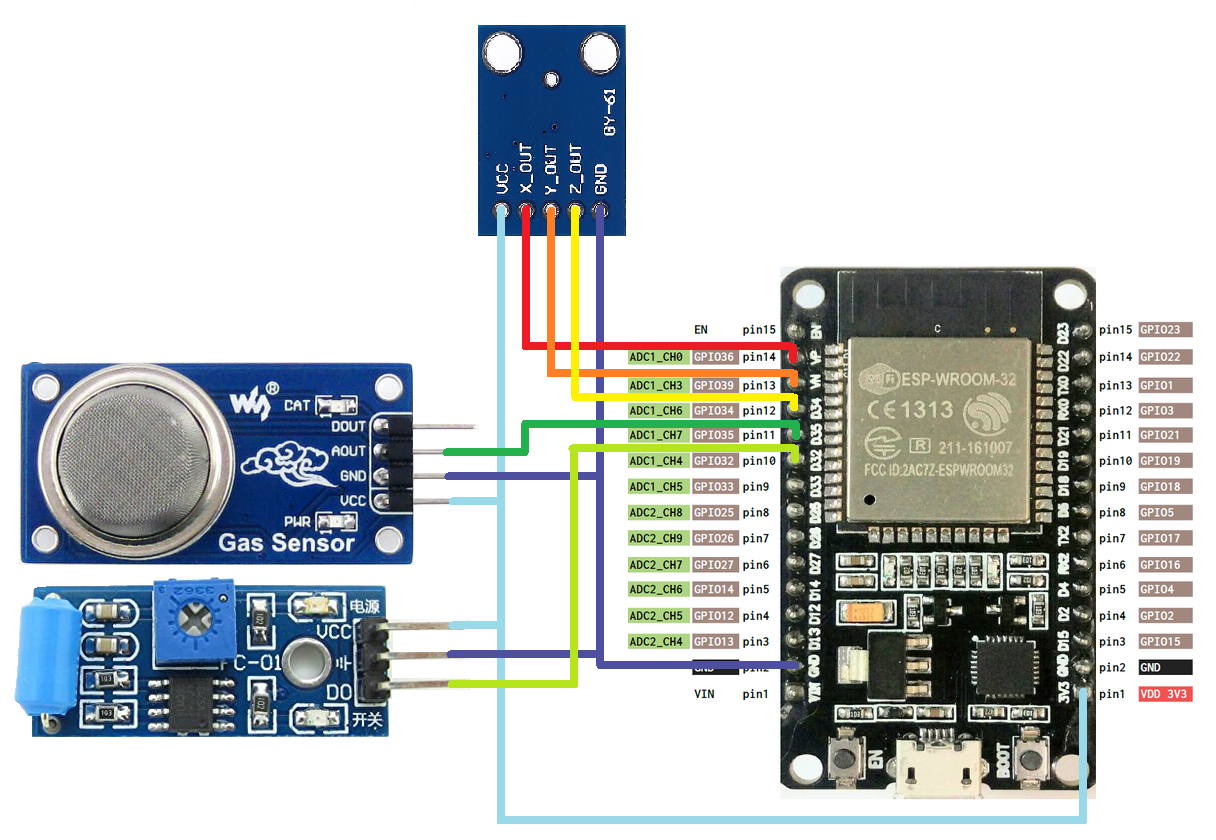 GY-61
VCC
X_OUT
Y_OUT
Z_OUT
GND
EN pin15
ADC1_CH0 GPIO36 pin14
ADC1_CH3 GPIO39 pin13
ADC1_CH6 GPIO34 pin12
ADC1_CH7 GPIO35 pin11
ADC1_CH4 GPIO32 pin10
ADC1_CH5 GPIO33 pin9
ADC2_CH8 GPIO25 pin8
ADC2_CH9 GPIO26 pin7
ADC2_CH7 GPIO27 pin6
ADC2_CH6 GPIO14 pin5
ADC2_CH5 GPIO12 pin4
ADC2_CH4 GPIO13 pin3
GND pin2
VIN pin1
EN
VP
VN
D34
D35
D32
D33
D27
D14
D12
D13
GND
VIN
ESP-WROOM-32
CE1313
R 211-161007
FCC ID:2AC7Z-ESPWROOM32
EN
BOOT
D23
D22
TX0
RX0
D21
D19
D18
D5
TX2
RX2
D4
D2
D15
GND
3V3
pin15 GPIO23
pin14 GPIO22
pin13 GPIO1
pin12 GPIO3
pin11 GPIO21
pin10 GPIO19
pin9 GPIO18
pin8 GPIO5
pin7 GPIO17
pin6 GPIO16
pin5 GPIO4
pin4 GPIO2
pin3 GPIO15
pin2 GND
pin1 VDD 3V3
®
CAT
DOUT
AOUT
GND
VCC
PWR
Gas Sensor
3362
电源
VCC
FC-01
DO
开关
103
103